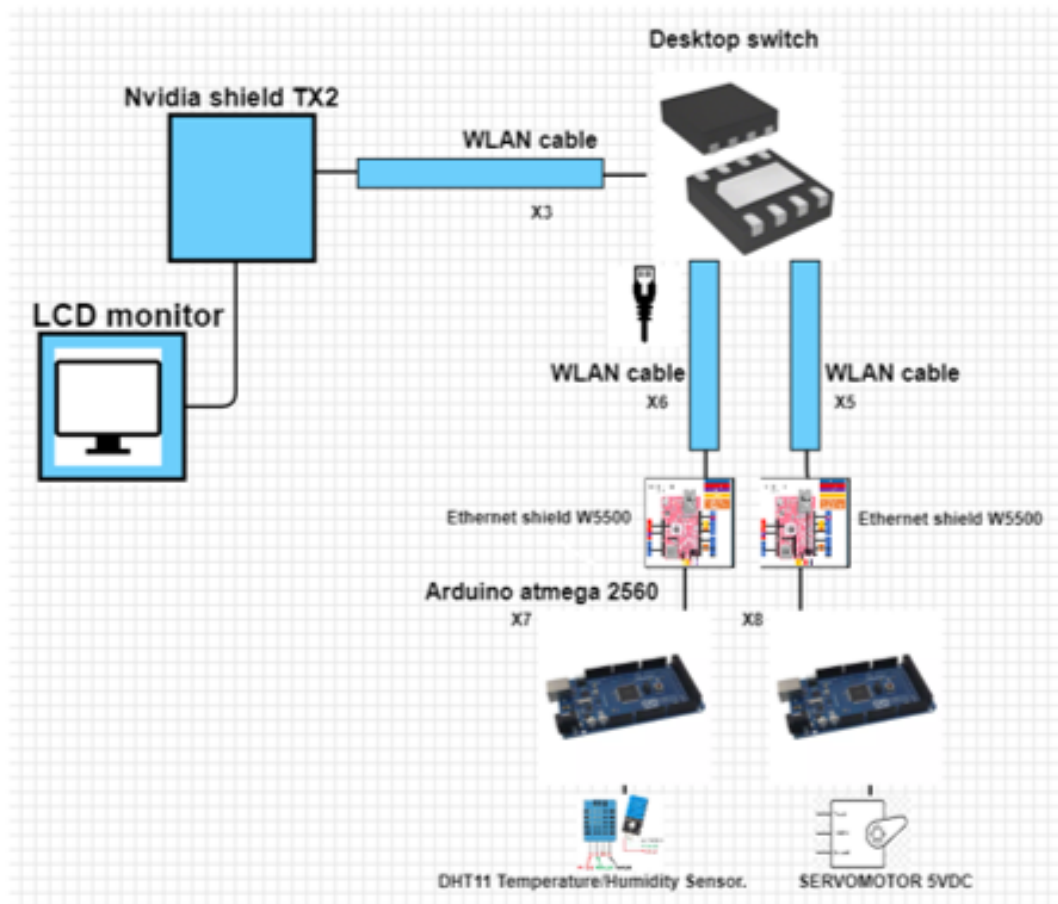 Desktop switch
Nvidia shield TX2
WLAN cable
X3
LCD monitor
WLAN cable
X6
WLAN cable
X5
Ethernet shield W5500
Ethernet shield W5500
Arduino atmega 2560
X7
X8
DHT11 Temperature/Humidity Sensor.
SERVOMOTOR 5VDC